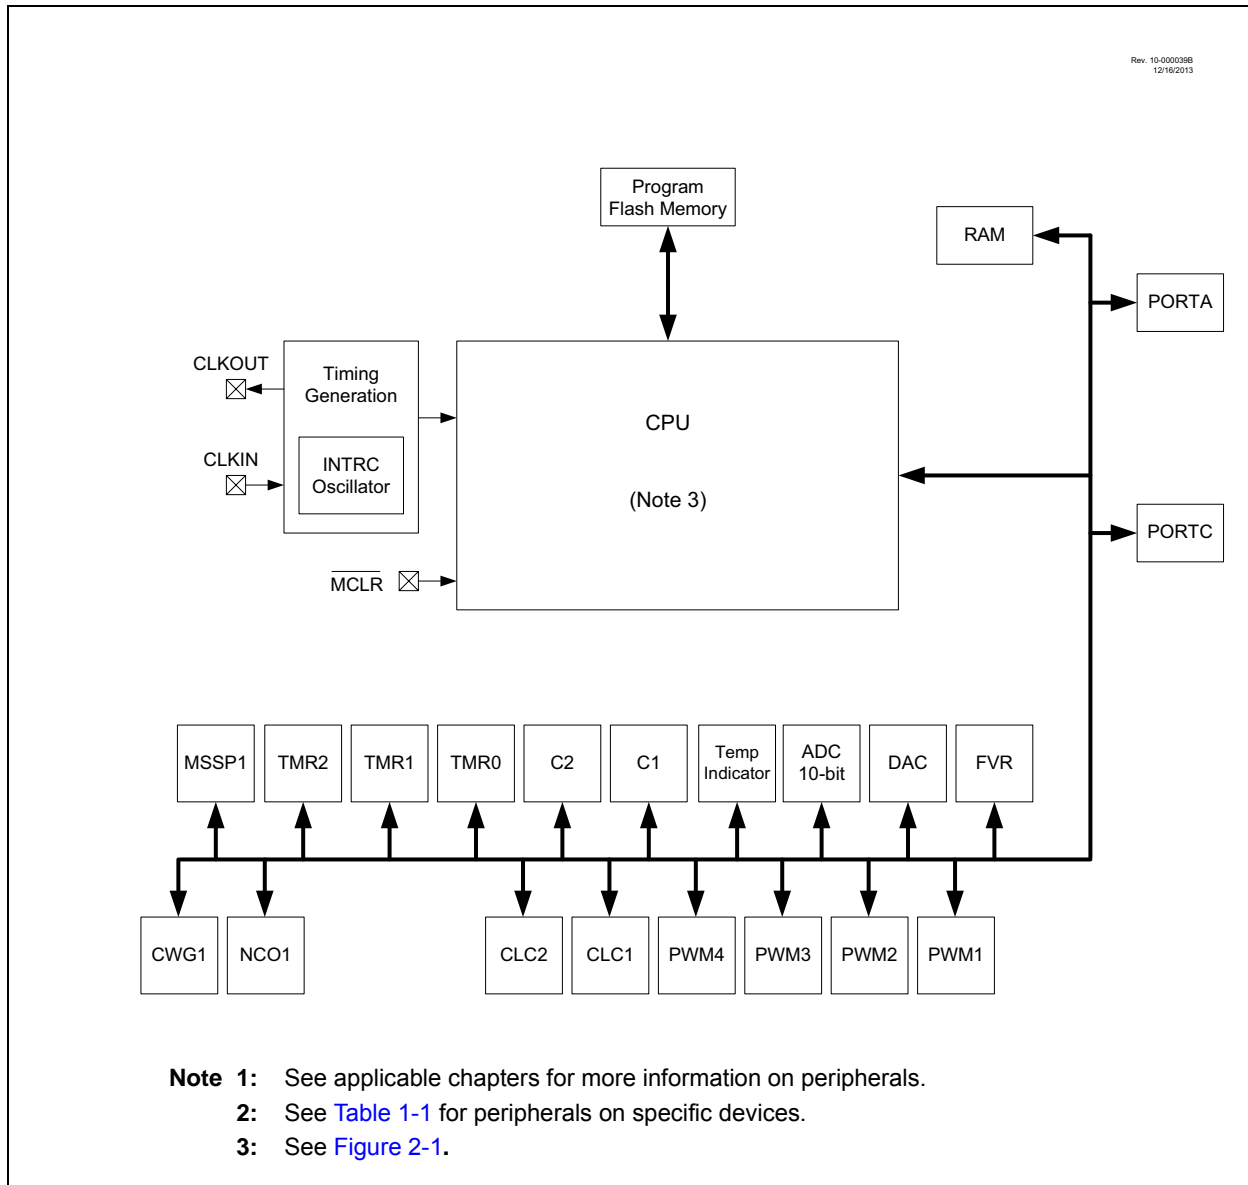 Rev. 10-000039B
12/16/2013
Program
Flash Memory
RAM
PORTA
CLKOUT
Timing
Generation
CPU
CLKIN
INTRC
Oscillator
(Note 3)
PORTC
MCLR
MSSP1
TMR2
TMR1
TMR0
C2
C1
Temp
Indicator
ADC
10-bit
DAC
FVR
CWG1
NCO1
CLC2
CLC1
PWM4
PWM3
PWM2
PWM1
Note 1: See applicable chapters for more information on peripherals.
2: See Table 1-1 for peripherals on specific devices.
3: See Figure 2-1.